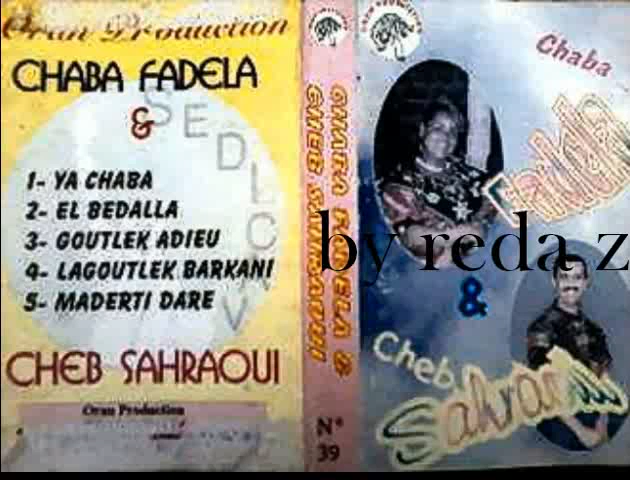 Oran Production
CHABA FADELA
&
SEDICAV
1- YA CHABA
2- EL BEDALLA
3- GOUTLEK ADIEU
4- LAGOUTLEK BARKANI
5- MADERTI DARE
CHEB SAHRAOUI
Oran Production
CHABA FADELA &
CHEB SAHRAOUI
N°
39
Chaba
Fadela
&
Cheb
Sahraoui
by reda z